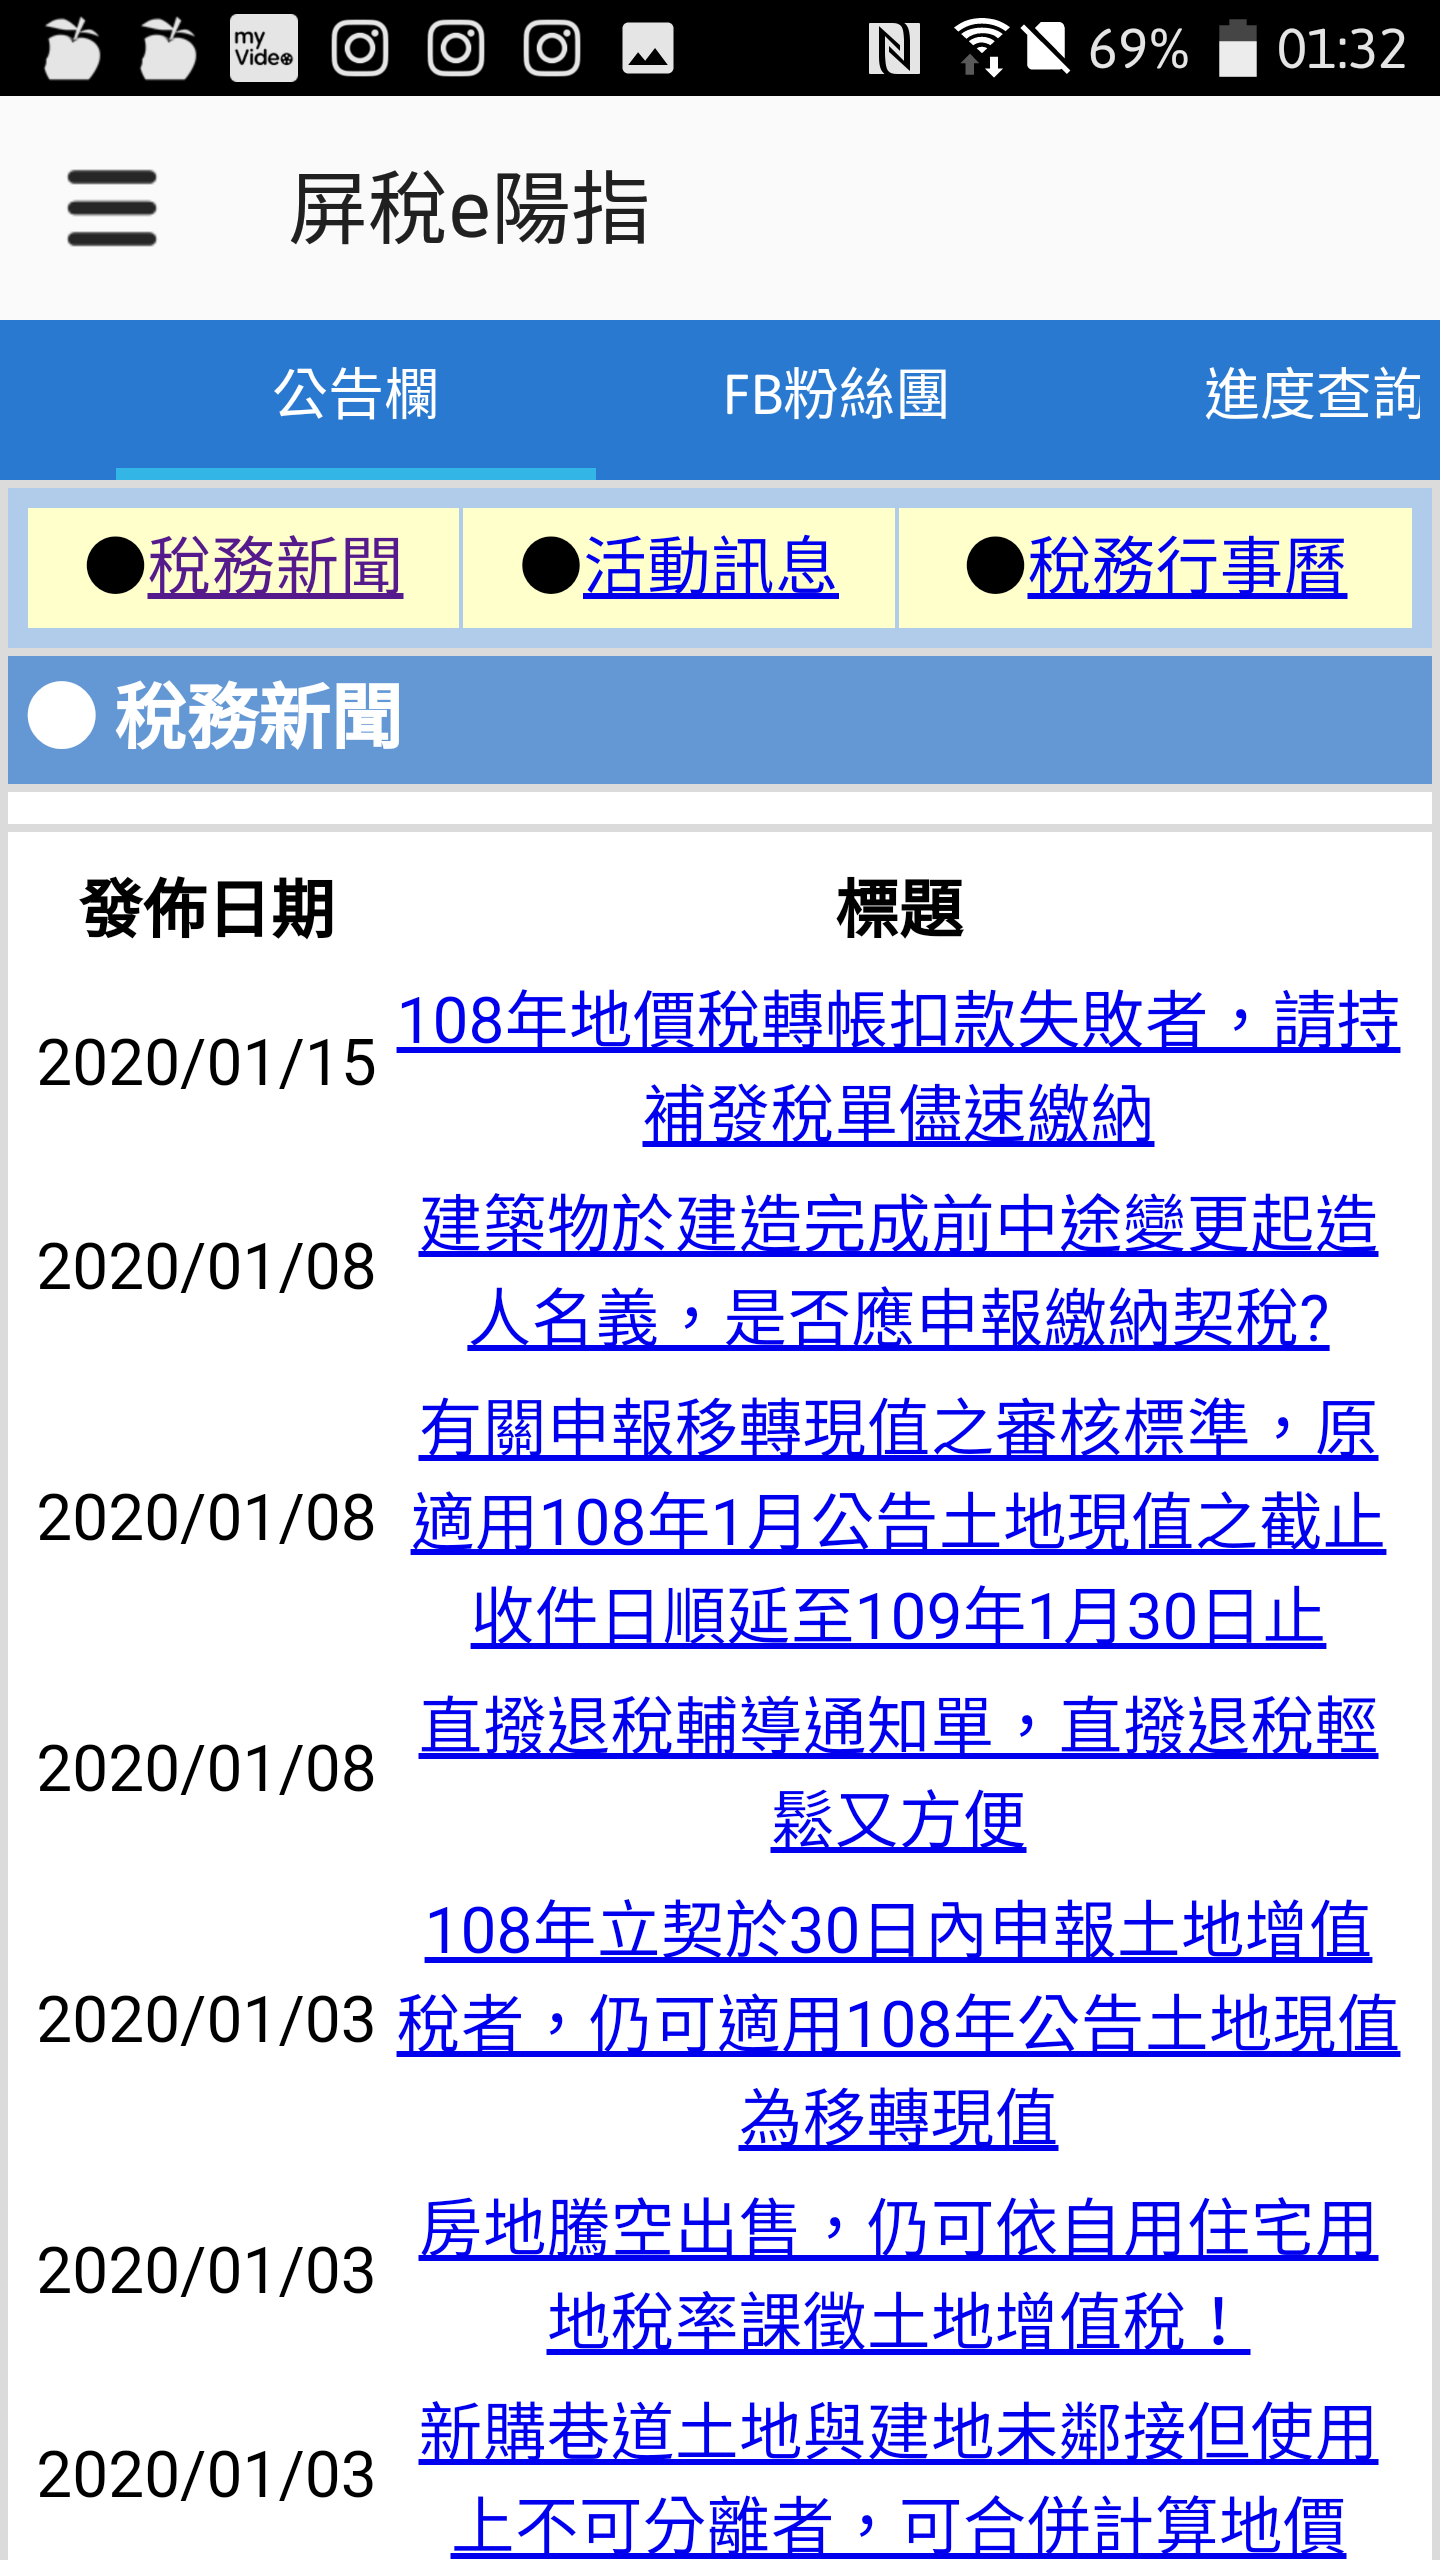 my
Video
69%
01:32
屏稅e陽指
公告欄
FB粉絲團
進度查詢
●稅務新聞
●活動訊息
●稅務行事曆
● 稅務新聞
發佈日期
標題
2020/01/15
108年地價稅轉帳扣款失敗者，請持
補發稅單儘速繳納
2020/01/08
建築物於建造完成前中途變更起造
人名義，是否應申報繳納契稅?
2020/01/08
有關申報移轉現值之審核標準，原
適用108年1月公告土地現值之截止
收件日順延至109年1月30日止
2020/01/08
直撥退稅輔導通知單，直撥退稅輕
鬆又方便
2020/01/03
108年立契於30日內申報土地增值
稅者，仍可適用108年公告土地現值
為移轉現值
2020/01/03
房地騰空出售，仍可依自用住宅用
地稅率課徵土地增值稅！
2020/01/03
新購巷道土地與建地未鄰接但使用
上不可分離者，可合併計算地價